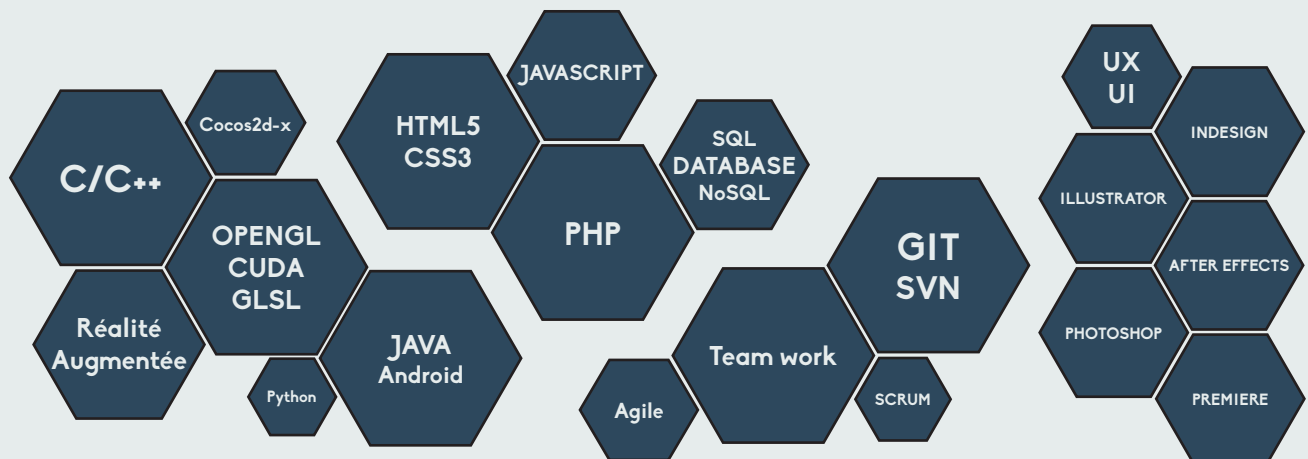 C/C++
Cocos2d-x
OPENGL
CUDA
GLSL
Réalité
Augmentée
Python
JAVA
Android
HTML5
CSS3
JAVASCRIPT
PHP
SQL
DATABASE
NoSQL
GIT
SVN
Team work
Agile
SCRUM
UX
UI
INDESIGN
ILLUSTRATOR
AFTER EFFECTS
PHOTOSHOP
PREMIERE